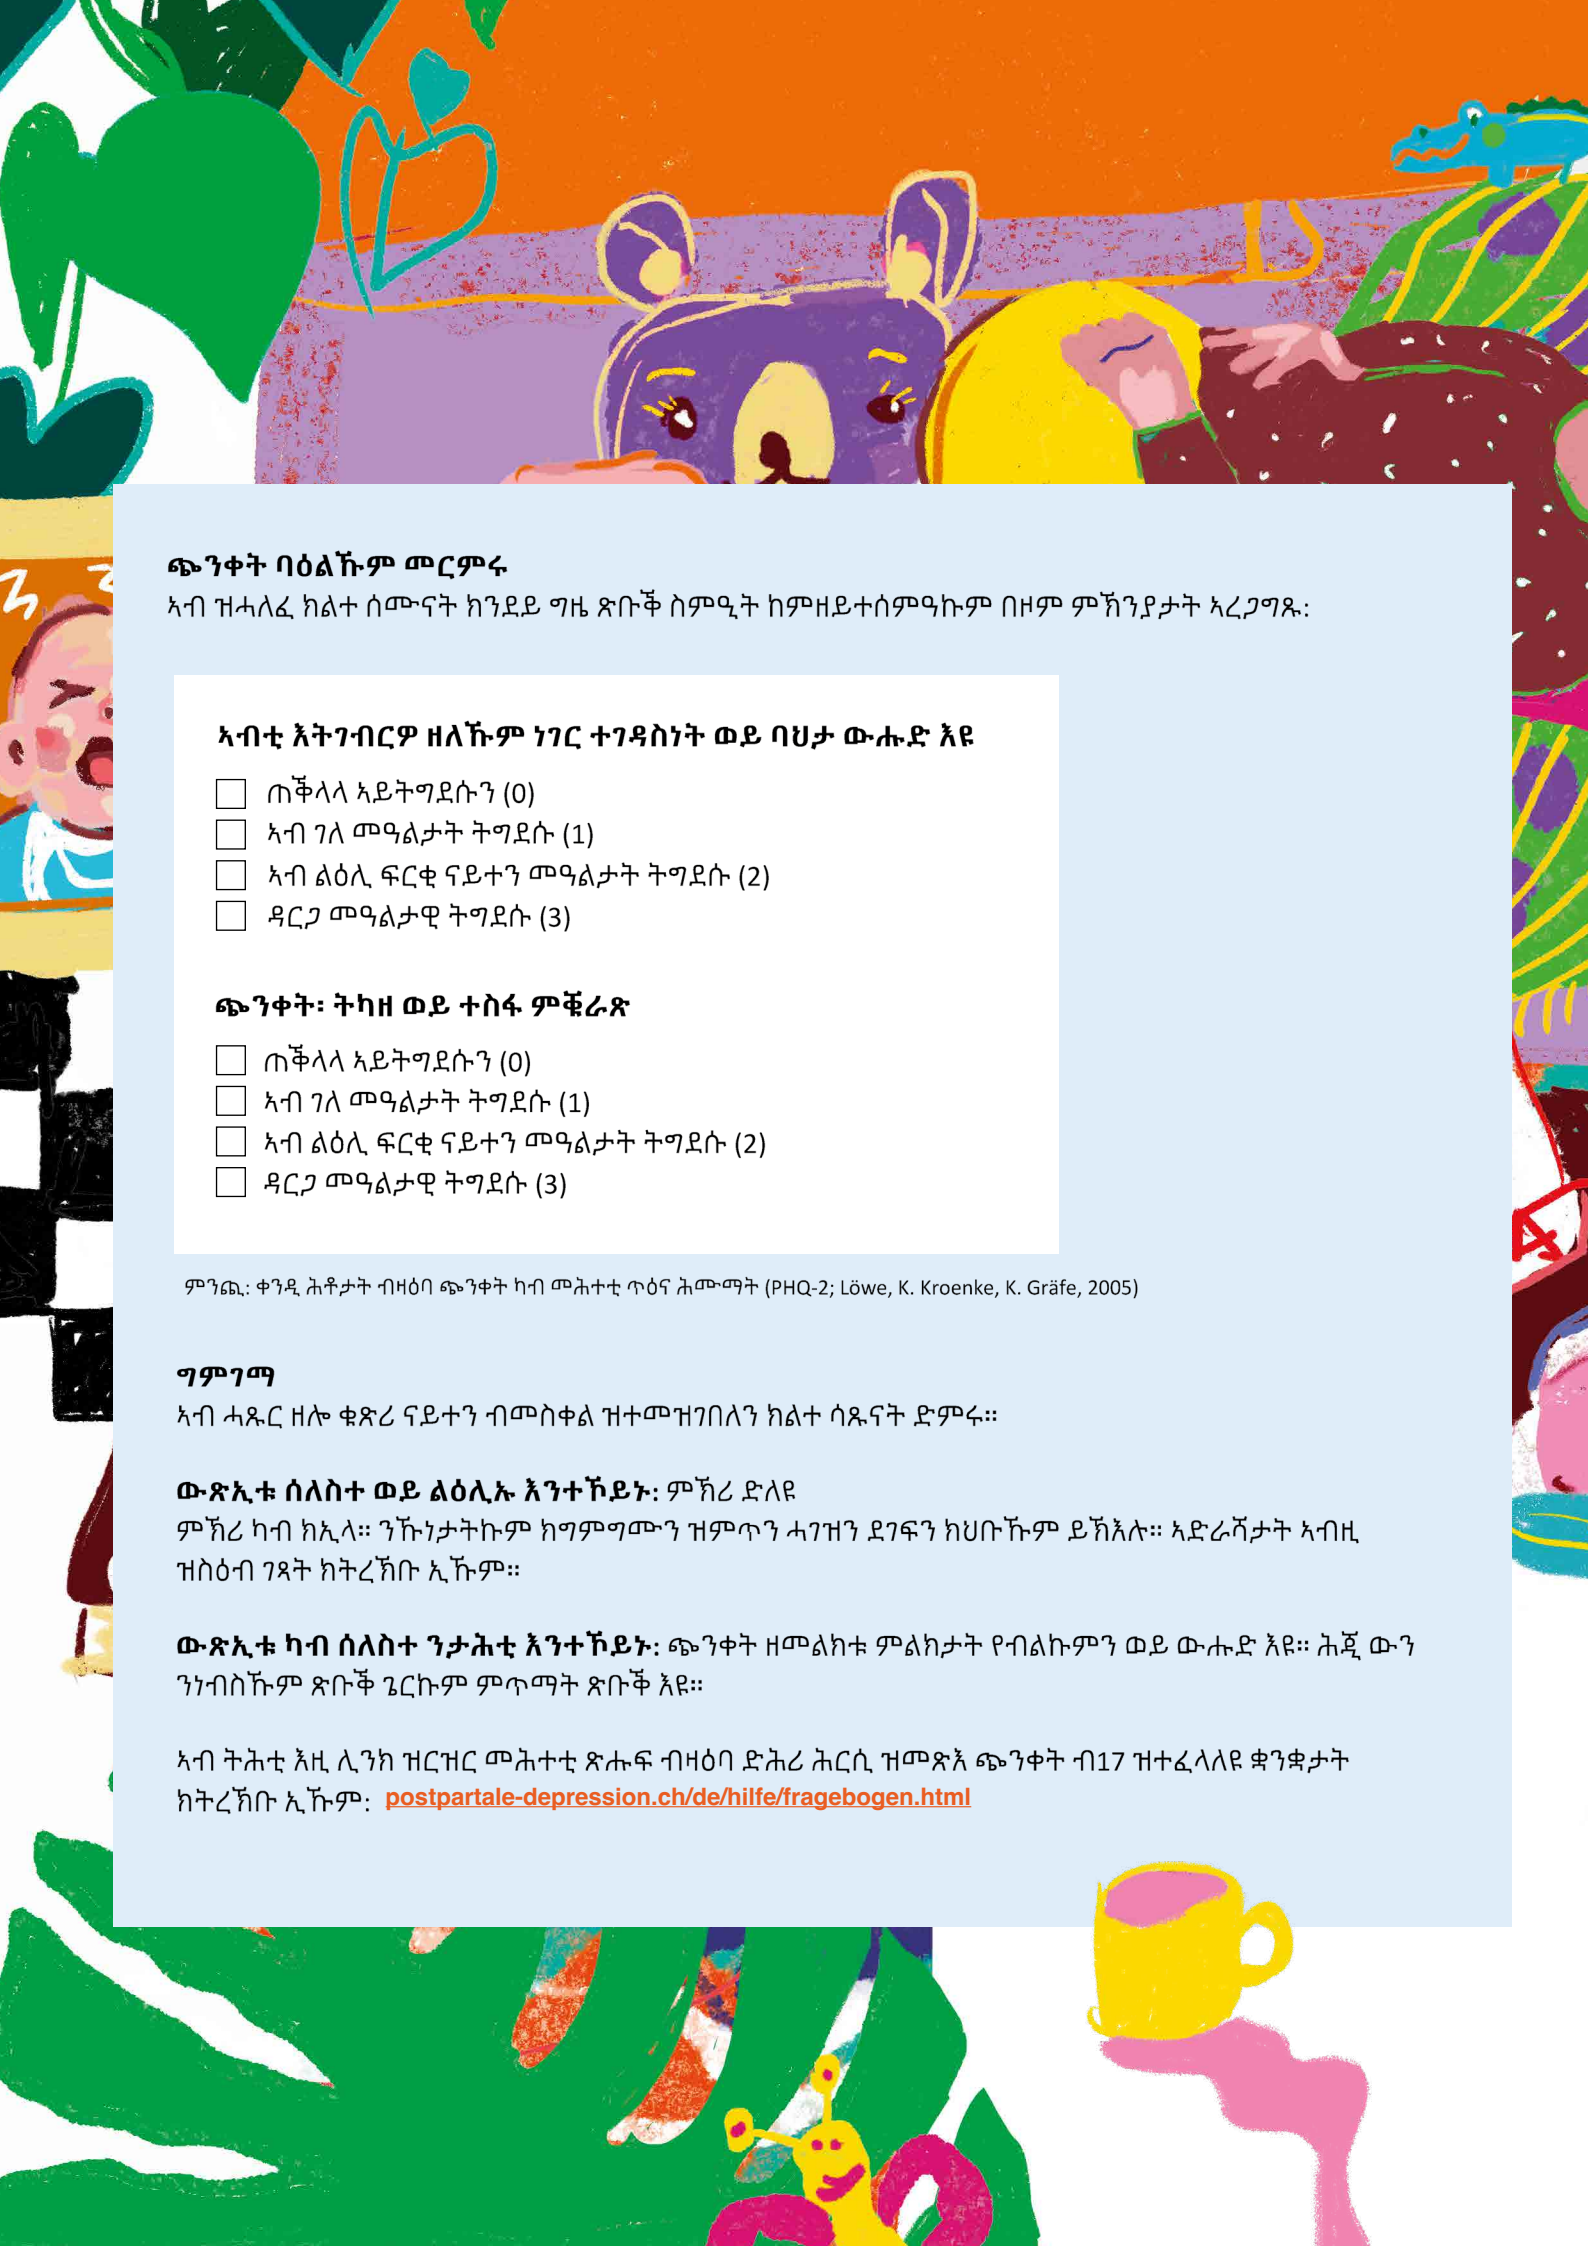 ጭንቀት ባዕልኹም መርምሩ
ኣብ ዝሓለፈ ክልተ ሰሙናት ክንደይ ግዜ ጽቡቕ ስምዒት ከምዘይተሰምዓኩም በዞም ምኽንያታት ኣረጋግጹ:
ኣብቲ እትገብርዎ ዘለኹም ነገር ተገዳስነት ወይ ባህታ ውሑድ እዩ
ጠቕላላ ኣይትግደሱን (0)
ኣብ ገለ መዓልታት ትግደሱ (1)
ኣብ ልዕሊ ፍርቂ ናይተን መዓልታት ትግደሱ (2)
ዳርጋ መዓልታዊ ትግደሱ (3)
ጭንቀት፡ ትካዘ ወይ ተስፋ ምቑራጽ
ጠቕላላ ኣይትግደሱን (0)
ኣብ ገለ መዓልታት ትግደሱ (1)
ኣብ ልዕሊ ፍርቂ ናይተን መዓልታት ትግደሱ (2)
ዳርጋ መዓልታዊ ትግደሱ (3)
ምንጪ: ቀንዲ ሕቶታት ብዛዕባ ጭንቀት ካብ መሕተቲ ጥዕና ሕሙማት (PHQ-2; Löwe, K. Kroenke, K. Gräfe, 2005)
ግምገማ
ኣብ ሓጹር ዘሎ ቁጽሪ ናይተን ብመስቀል ዝተመዝገበለን ክልተ ሳጹናት ድምሩ።
ውጽኢቱ ሰለስተ ወይ ልዕሊኡ እንተኾይኑ: ምኽሪ ድለዩ
ምኽሪ ካብ ክኢላ። ንኹነታትኩም ክግምግሙን ዝምጥን ሓገዝን ደገፍን ክህቡኹም ይኽእሉ። ኣድራሻታት ኣብዚ
ዝስዕብ ገጻት ክትረኽቡ ኢኹም።
ውጽኢቱ ካብ ሰለስተ ንታሕቲ እንተኾይኑ: ጭንቀት ዘመልክቱ ምልክታት የብልኩምን ወይ ውሑድ እዩ። ሕጂ ውን
ንነብስኹም ጽቡቕ ጌርኩም ምጥማት ጽቡቕ እዩ።
ኣብ ትሕቲ እዚ ሊንክ ዝርዝር መሕተቲ ጽሑፍ ብዛዕባ ድሕሪ ሕርሲ ዝመጽእ ጭንቀት ብ17 ዝተፈላለዩ ቋንቋታት
ክትረኽቡ ኢኹም: postpartale-depression.ch/de/hilfe/fragebogen.html